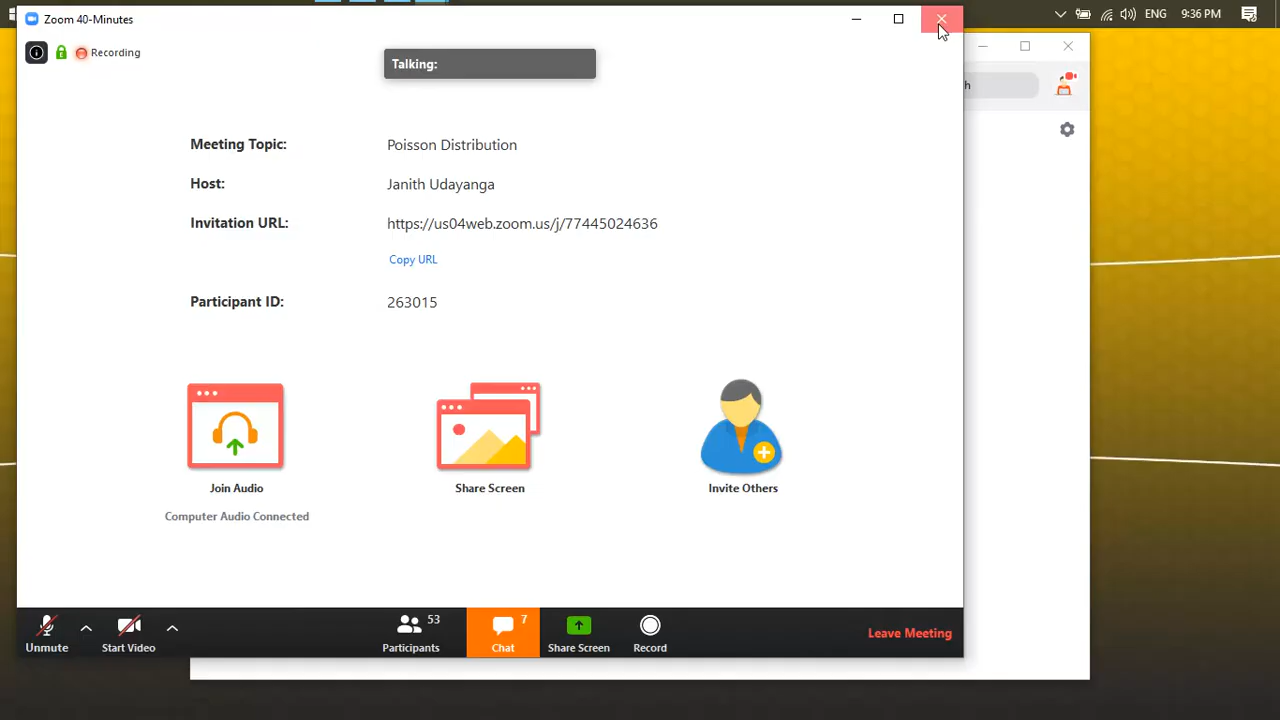 Zoom 40-Minutes
ENG 9:36 PM
Recording
Talking:
h
Meeting Topic: Poisson Distribution
Host: Janith Udayanga
Invitation URL: https://us04web.zoom.us/j/77445024636
Copy URL
Participant ID: 263015
Join Audio
Share Screen
Invite Others
Computer Audio Connected
53
7
Unmute
Start Video
Participants
Chat
Share Screen
Record
Leave Meeting